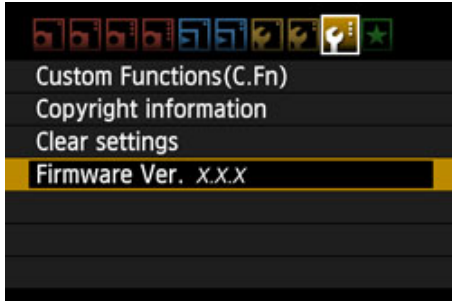 Custom Functions(C.Fn)
Copyright information
Clear settings
Firmware Ver. X.X.X